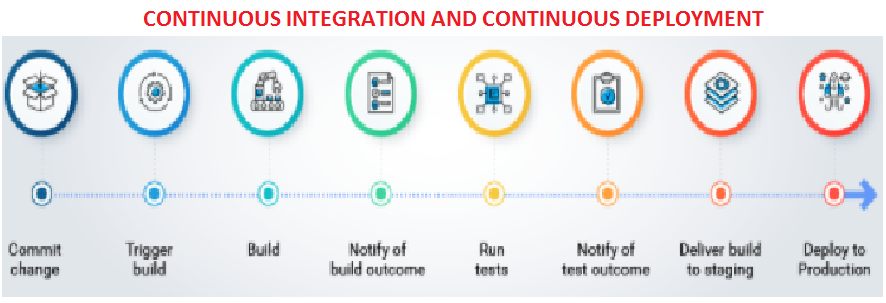 CONTINUOUS INTEGRATION AND CONTINUOUS DEPLOYMENT
Commit
change
Trigger
build
Build
Notify of
build outcome
Run
tests
Notify of
test outcome
Deliver build
to staging
Deploy to
Production